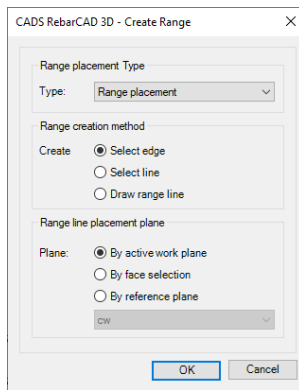 CADS RebarCAD 3D - Create Range
Range placement Type
Type: Range placement
Range creation method
Create Select edge
Select line
Draw range line
Range line placement plane
Plane: By active work plane
By face selection
By reference plane
cw
OK Cancel